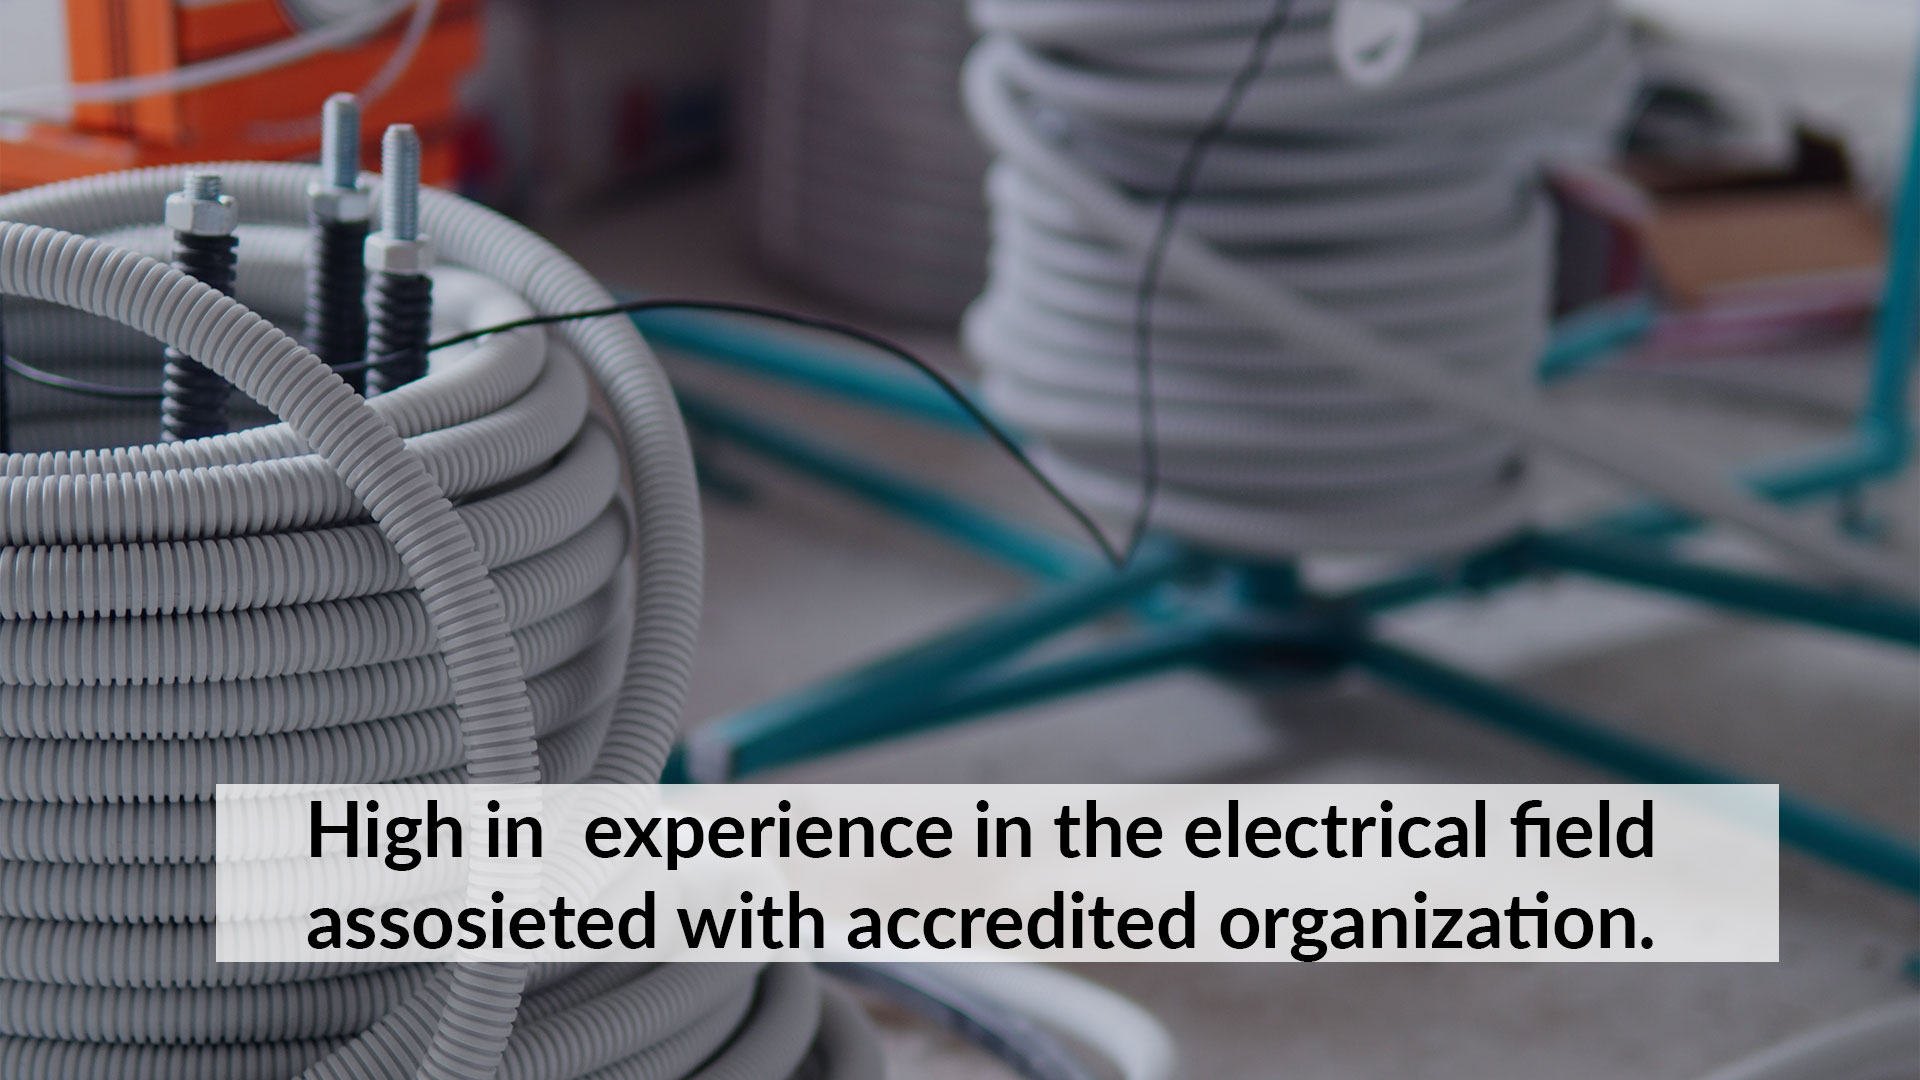 High in  experience in the electrical field
assosieted with accredited organization.